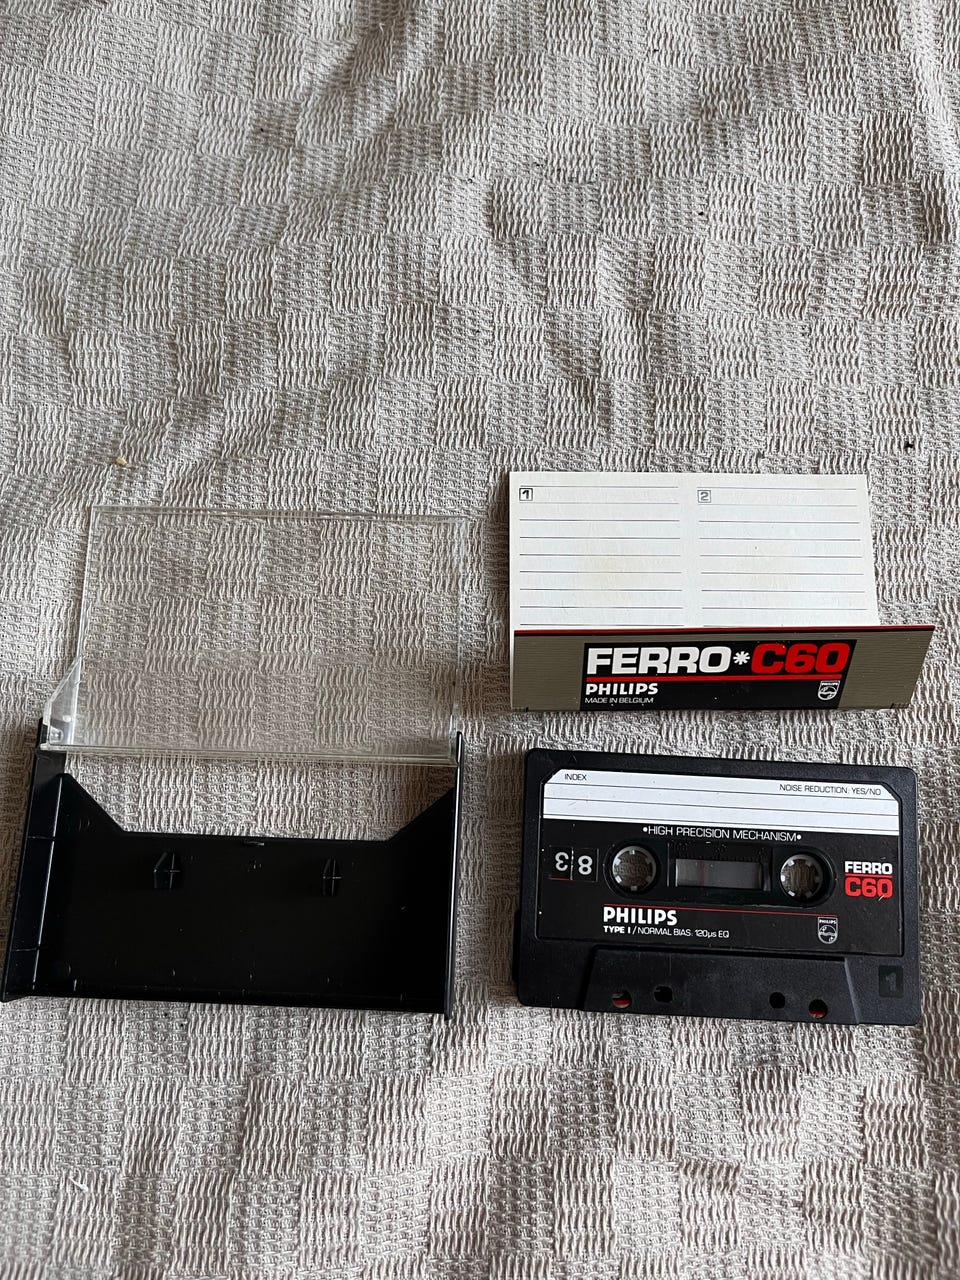 1 2
FERRO*C60
PHILIPS
MADE IN BELGIUM
PHILIPS
INDEX
NOISE REDUCTION: YES/NO
•HIGH PRECISION MECHANISM•
8 3
FERRO
C60
PHILIPS
TYPE I / NORMAL BIAS. 120µs EQ
PHILIPS
1